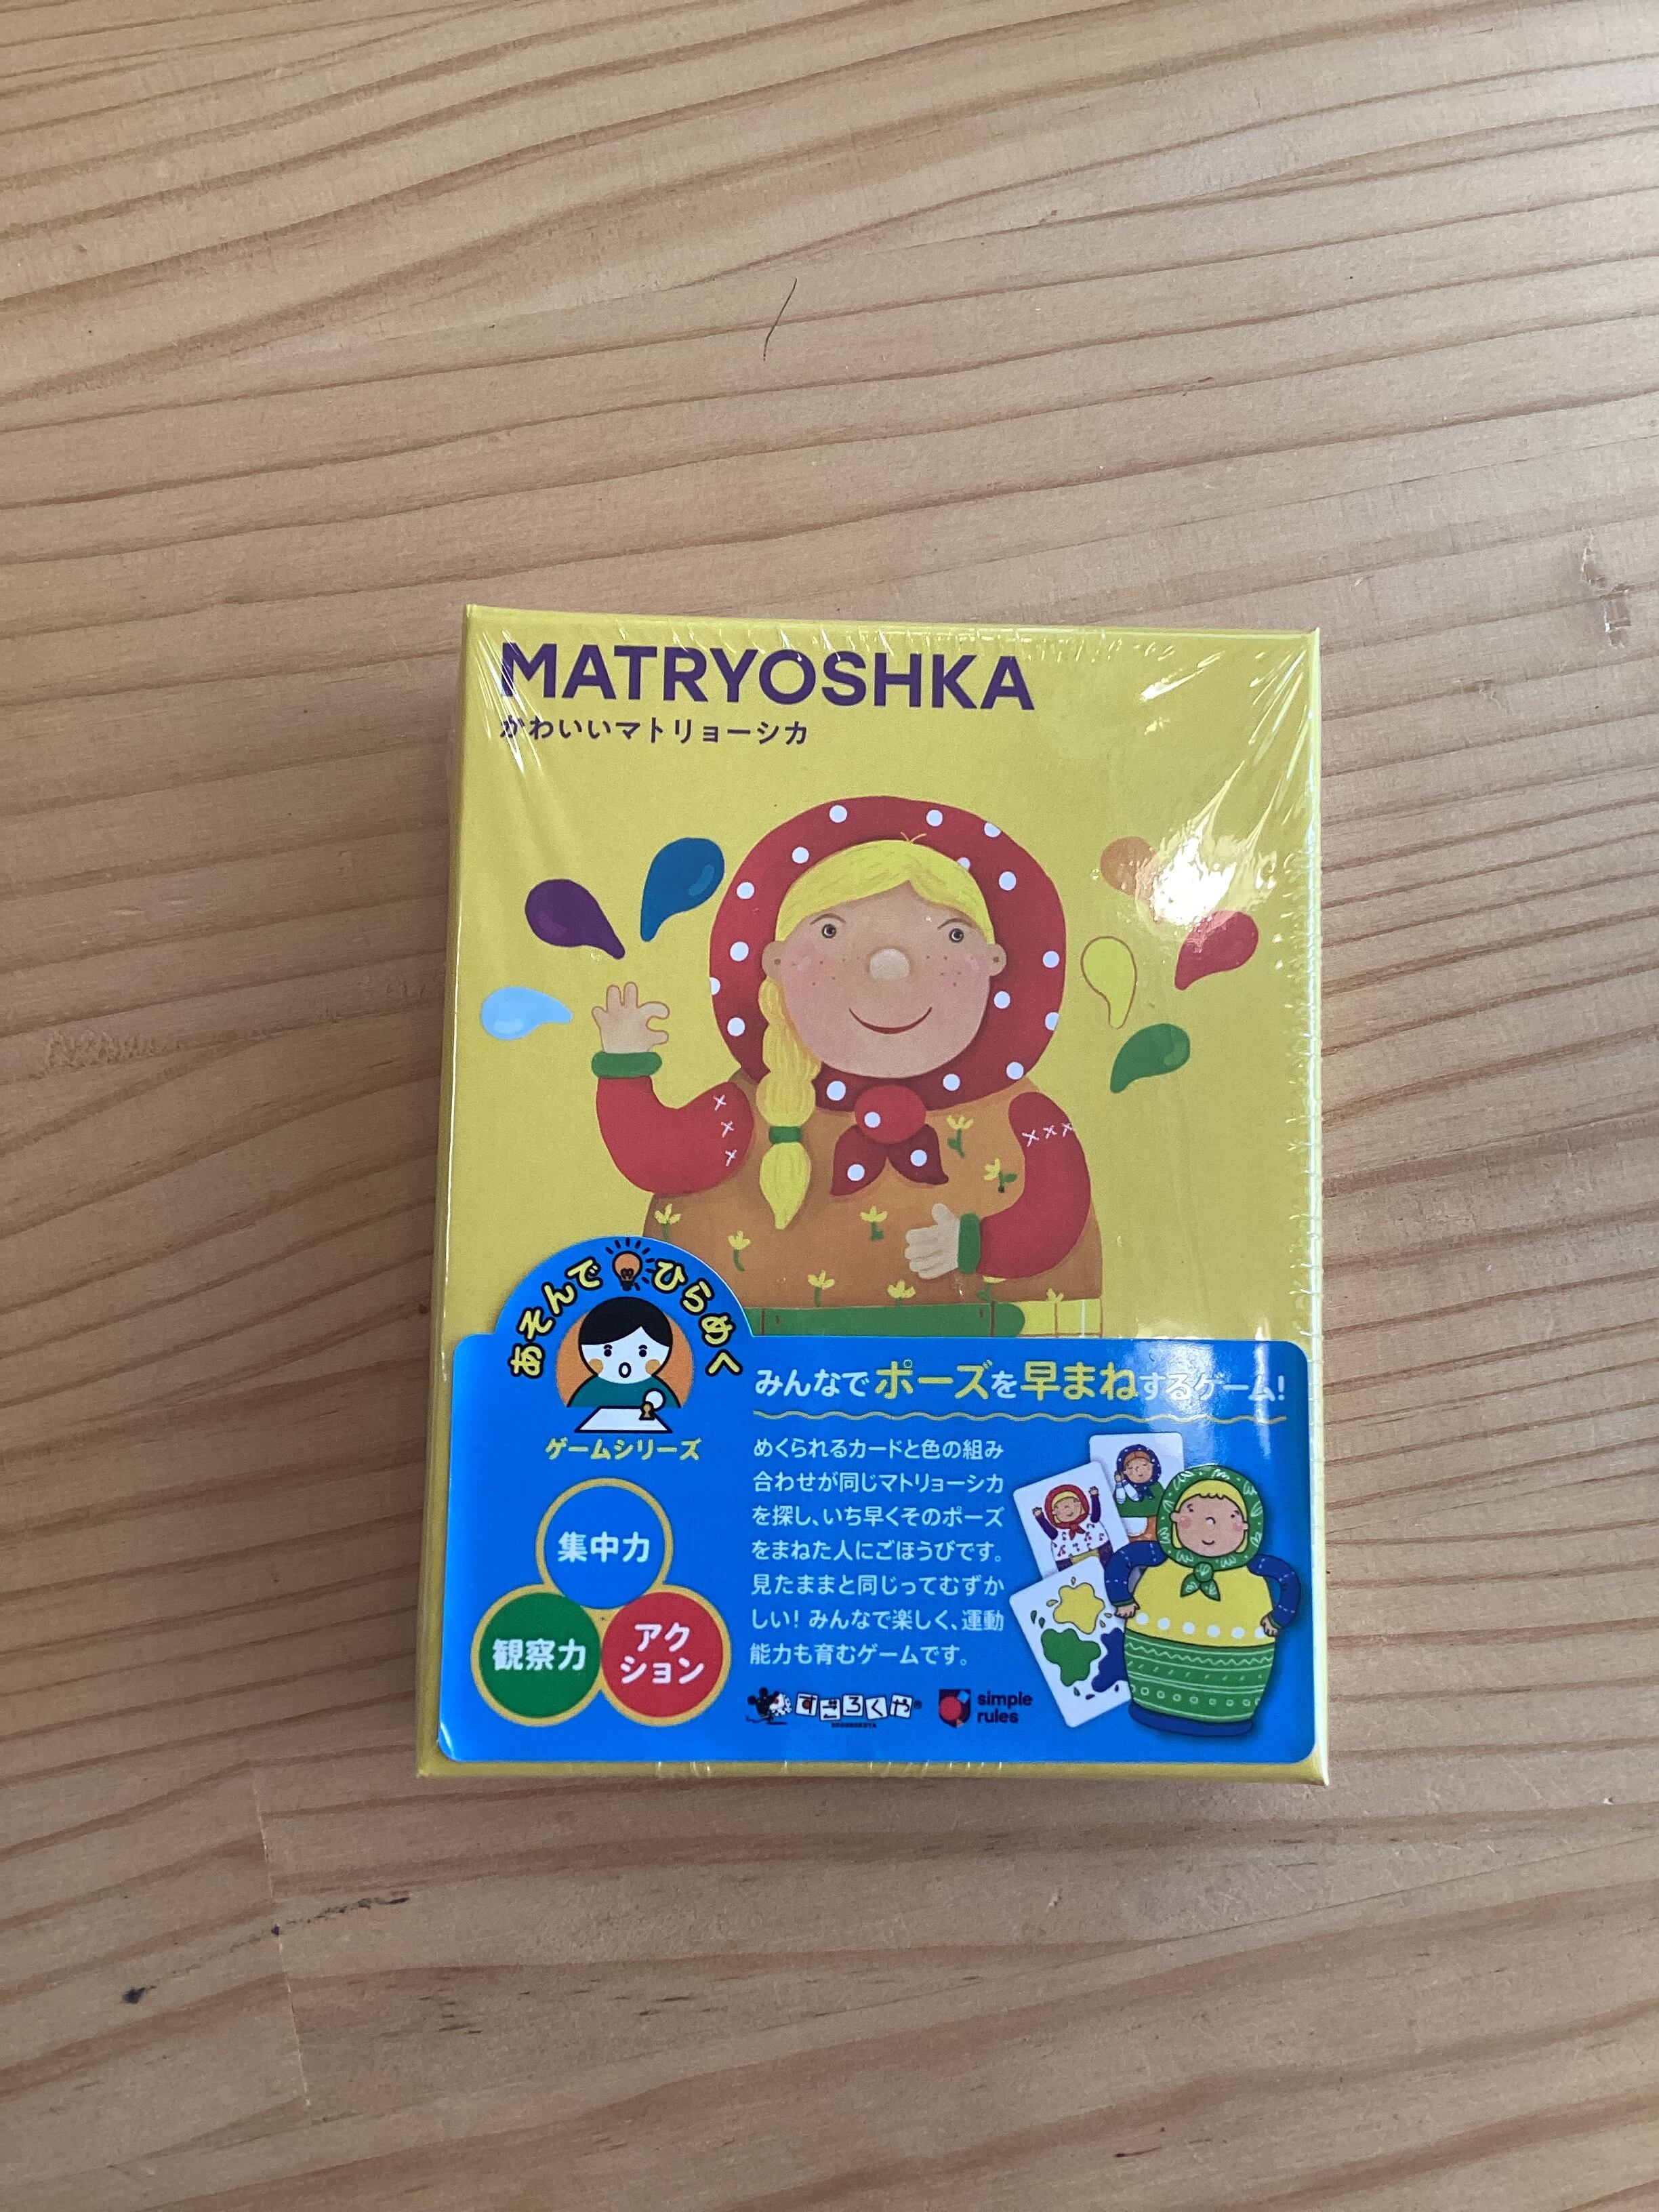 MATRYOSHKA
かわいいマトリョーシカ
あそんでひらめく
ゲームシリーズ
集中力
観察力
アク
ション
みんなでポーズを早まねするゲーム!
めくられるカードと色の組み
合わせが同じマトリョーシカ
を探し、いち早くそのポーズ
をまねた人にごほうびです。
見たままと同じってむずか
しい! みんなで楽しく、運動
能力も育むゲームです。
すごろくや®
SUGOROKUYA
simple
rules